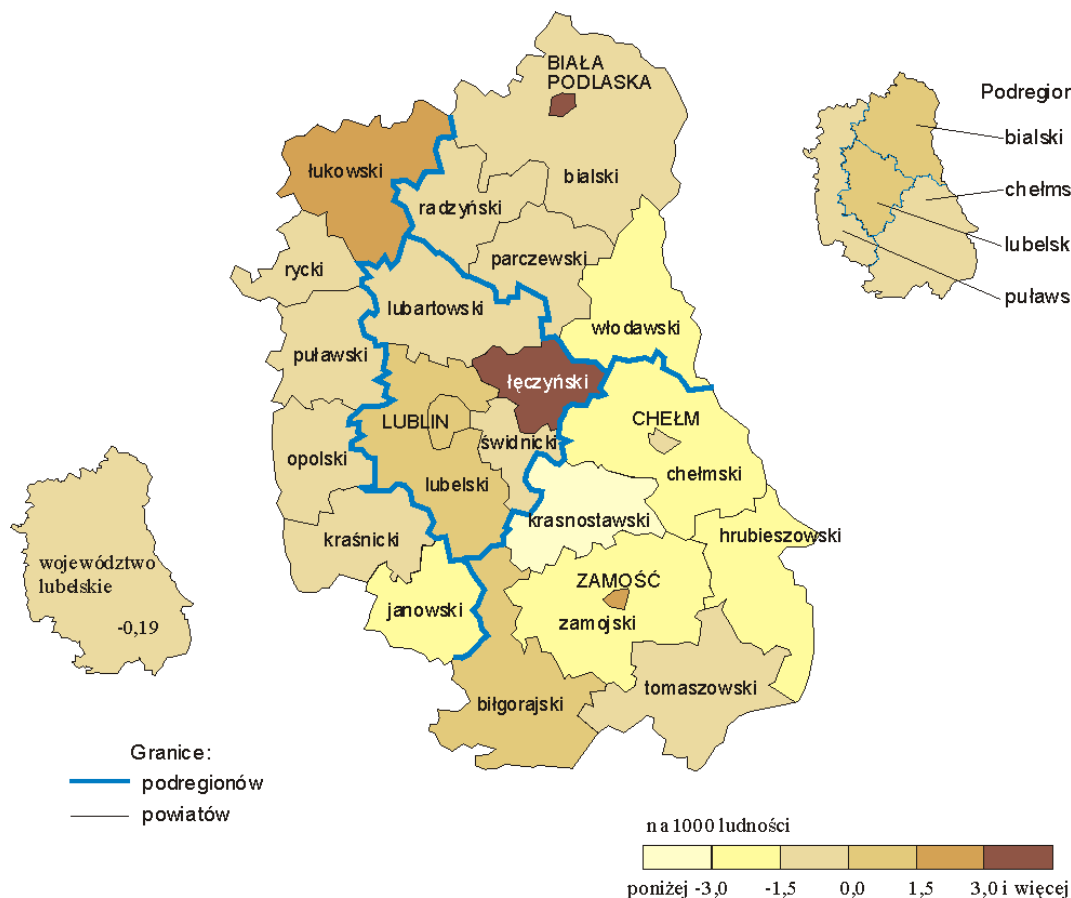 BIAŁA
PODLASKA
Podregion
bialski
łukowski
bialski
radzyński
chełms
lubelsk
puławs
parczewski
rycki
lubartowski
włodawski
puławski
łęczyński
LUBLIN
CHEŁM
świdnicki
opolski
lubelski
chełmski
krasnostawski
hrubieszowski
kraśnicki
województwo
lubelskie
-0,19
ZAMOŚĆ
janowski
zamojski
tomaszowski
biłgorajski
Granice:
podregionów
powiatów
na 1000 ludności
poniżej -3,0 -1,5 0,0 1,5 3,0 i więcej